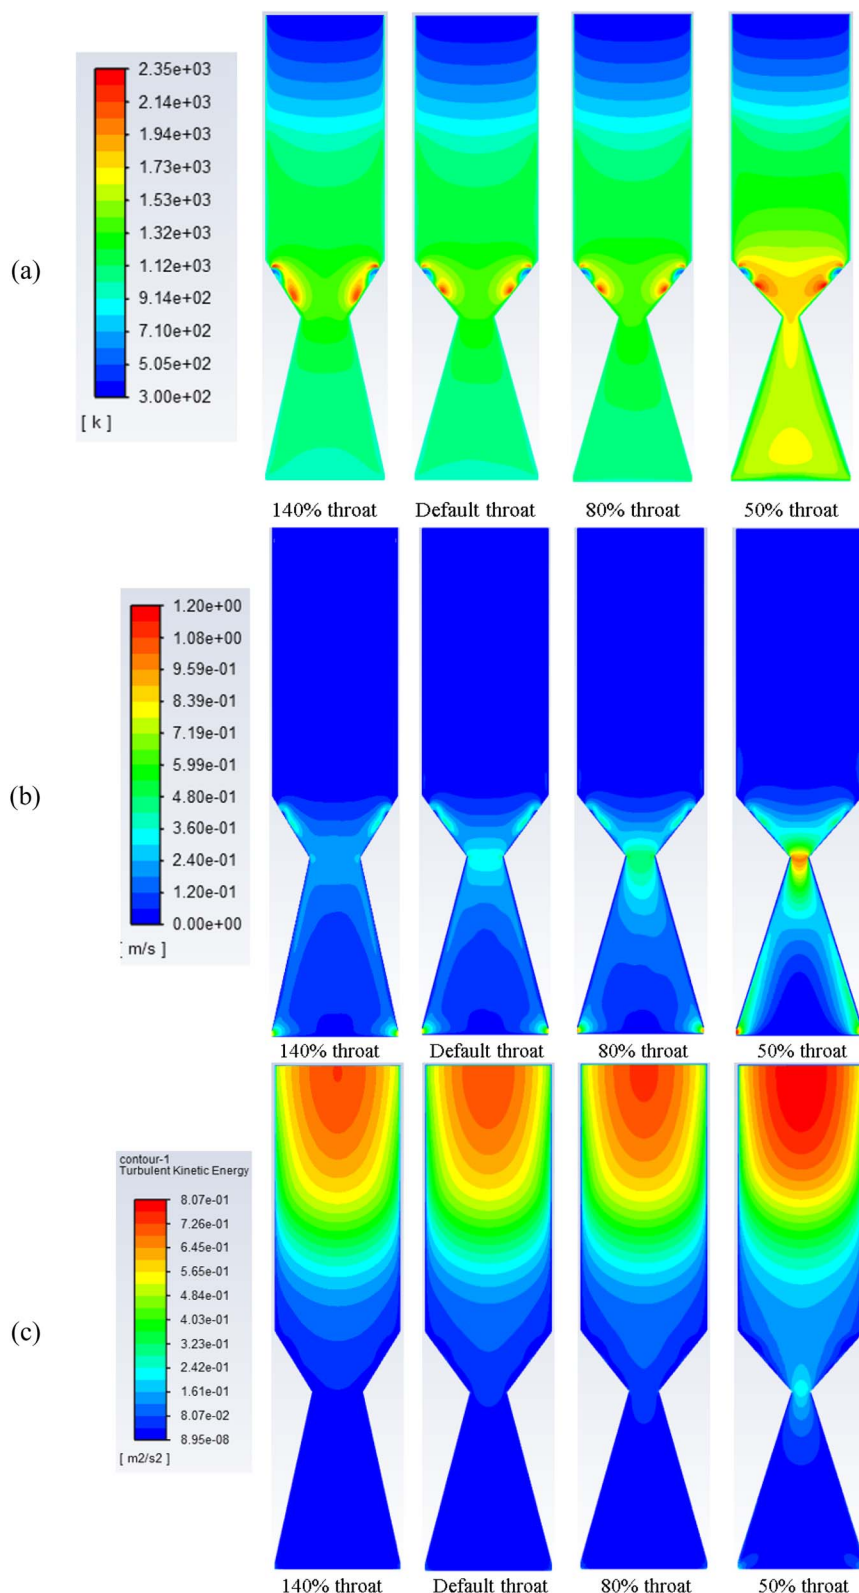 2.35e+03
2.14e+03
1.94e+03
1.73e+03
1.53e+03
1.32e+03
1.12e+03
9.14e+02
7.10e+02
5.05e+02
3.00e+02
[ k ]
(a)
140% throat Default throat 80% throat 50% throat
1.20e+00
1.08e+00
9.59e-01
8.39e-01
7.19e-01
5.99e-01
4.80e-01
3.60e-01
2.40e-01
1.20e-01
0.00e+00
[ m/s ]
(b)
140% throat Default throat 80% throat 50% throat
contour-1
Turbulent Kinetic Energy
8.07e-01
7.26e-01
6.45e-01
5.65e-01
4.84e-01
4.03e-01
3.23e-01
2.42e-01
1.61e-01
8.07e-02
8.95e-08
[ m2/s2 ]
(c)
140% throat Default throat 80% throat 50% throat